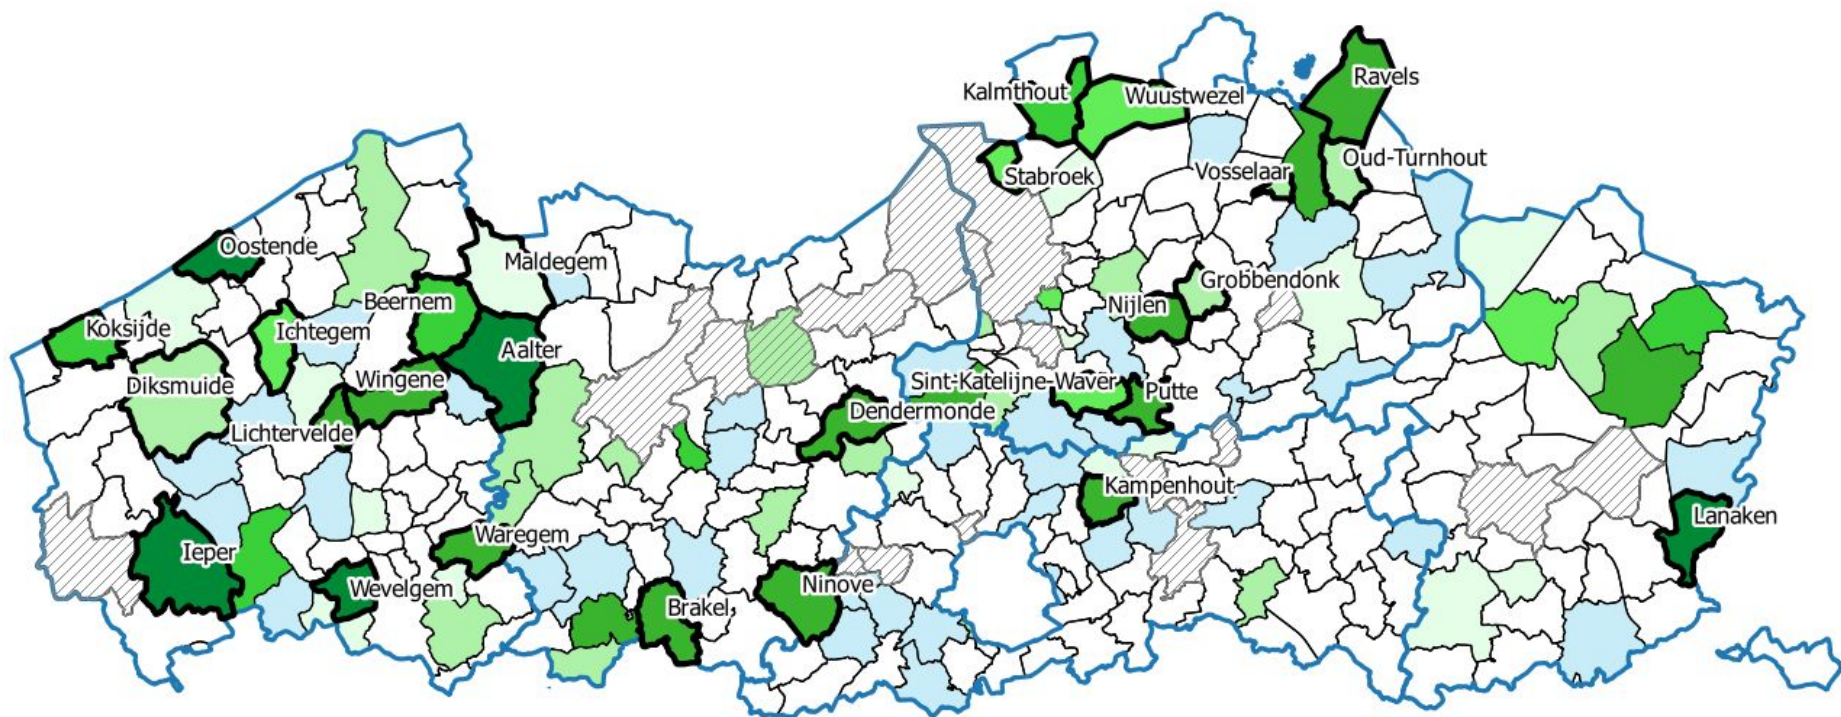 Ravels
Kalmthout
Wuustwezel
Oud-Turnhout
Vosselaar
Stabroek
Oostende
Maldegem
Grobbendonk
Beernem
Nijlen
Koksijde
Ichtegem
Aalter
Wingene
Sint-Katelijne-Waver
Diksmuide
Putte
Dendermonde
Lichtervelde
Kampenhout
Lanaken
Waregem
Ieper
Ninove
Wevelgem
Brakel